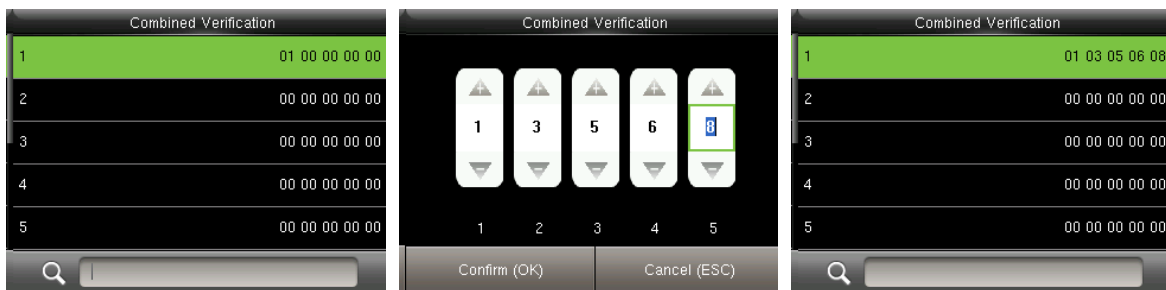 Combined Verification
1 01 00 00 00 00
2 00 00 00 00 00
3 00 00 00 00 00
4 00 00 00 00 00
5 00 00 00 00 00
Combined Verification
1 3 5 6 8
1 2 3 4 5
Confirm (OK) Cancel (ESC)
Combined Verification
1 01 03 05 06 08
2 00 00 00 00 00
3 00 00 00 00 00
4 00 00 00 00 00
5 00 00 00 00 00